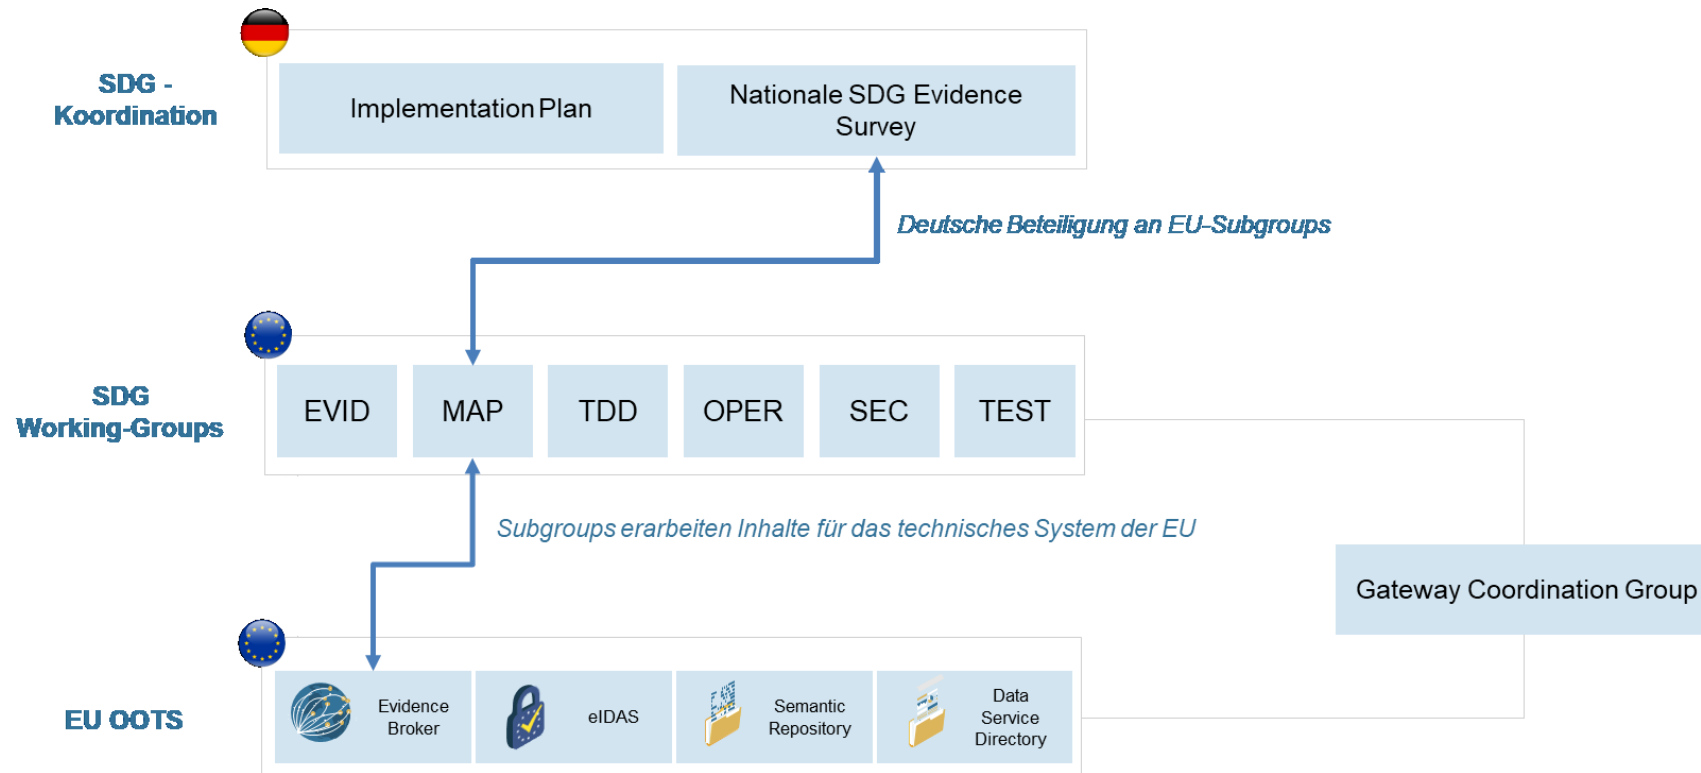 SDG -
Koordination
Implementation Plan
Nationale SDG Evidence
Survey
Deutsche Beteiligung an EU-Subgroups
SDG
Working-Groups
EVID
MAP
TDD
OPER
SEC
TEST
Subgroups erarbeiten Inhalte für das technisches System der EU
Gateway Coordination Group
EU OOTS
Evidence
Broker
eIDAS
Semantic
Repository
Data
Service
Directory